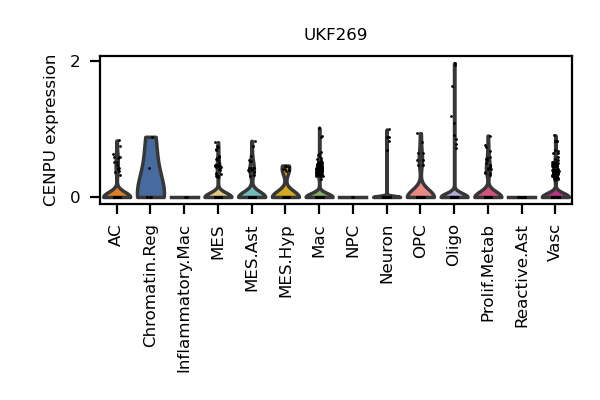 UKF269
CENPU expression
2
0
AC
Chromatin.Reg
Inflammatory.Mac
MES
MES.Ast
MES.Hyp
Mac
NPC
Neuron
OPC
Oligo
Prolif.Metab
Reactive.Ast
Vasc